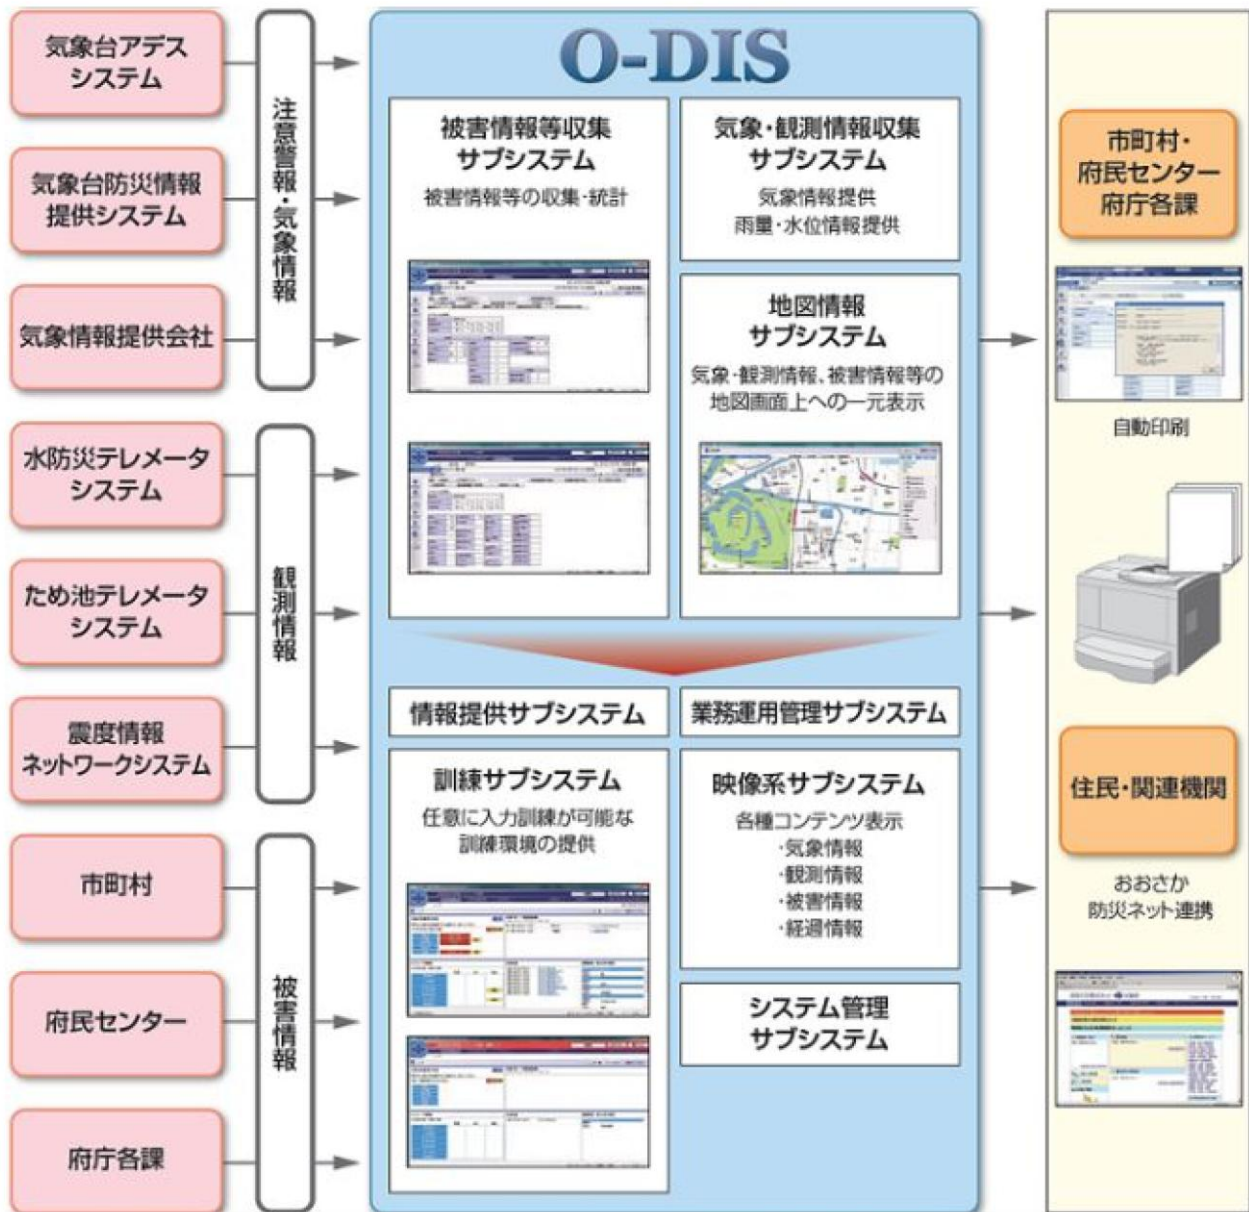 気象台アデス
システム
気象台防災情報
提供システム
気象情報提供会社
水防災テレメータ
システム
ため池テレメータ
システム
震度情報
ネットワークシステム
市町村
府民センター
府庁各課
注意警報・気象情報
観測情報
被害情報
O-DIS
被害情報等収集
サブシステム
被害情報等の収集・統計
気象・観測情報収集
サブシステム
気象情報提供
雨量・水位情報提供
地図情報
サブシステム
気象・観測情報、被害情報等の
地図画面上への一元表示
情報提供サブシステム
業務運用管理サブシステム
訓練サブシステム
任意に入力訓練が可能な
訓練環境の提供
映像系サブシステム
各種コンテンツ表示
・気象情報
・観測情報
・被害情報
・経過情報
システム管理
サブシステム
市町村・
府民センター
府庁各課
自動印刷
住民・関連機関
おおさか
防災ネット連携